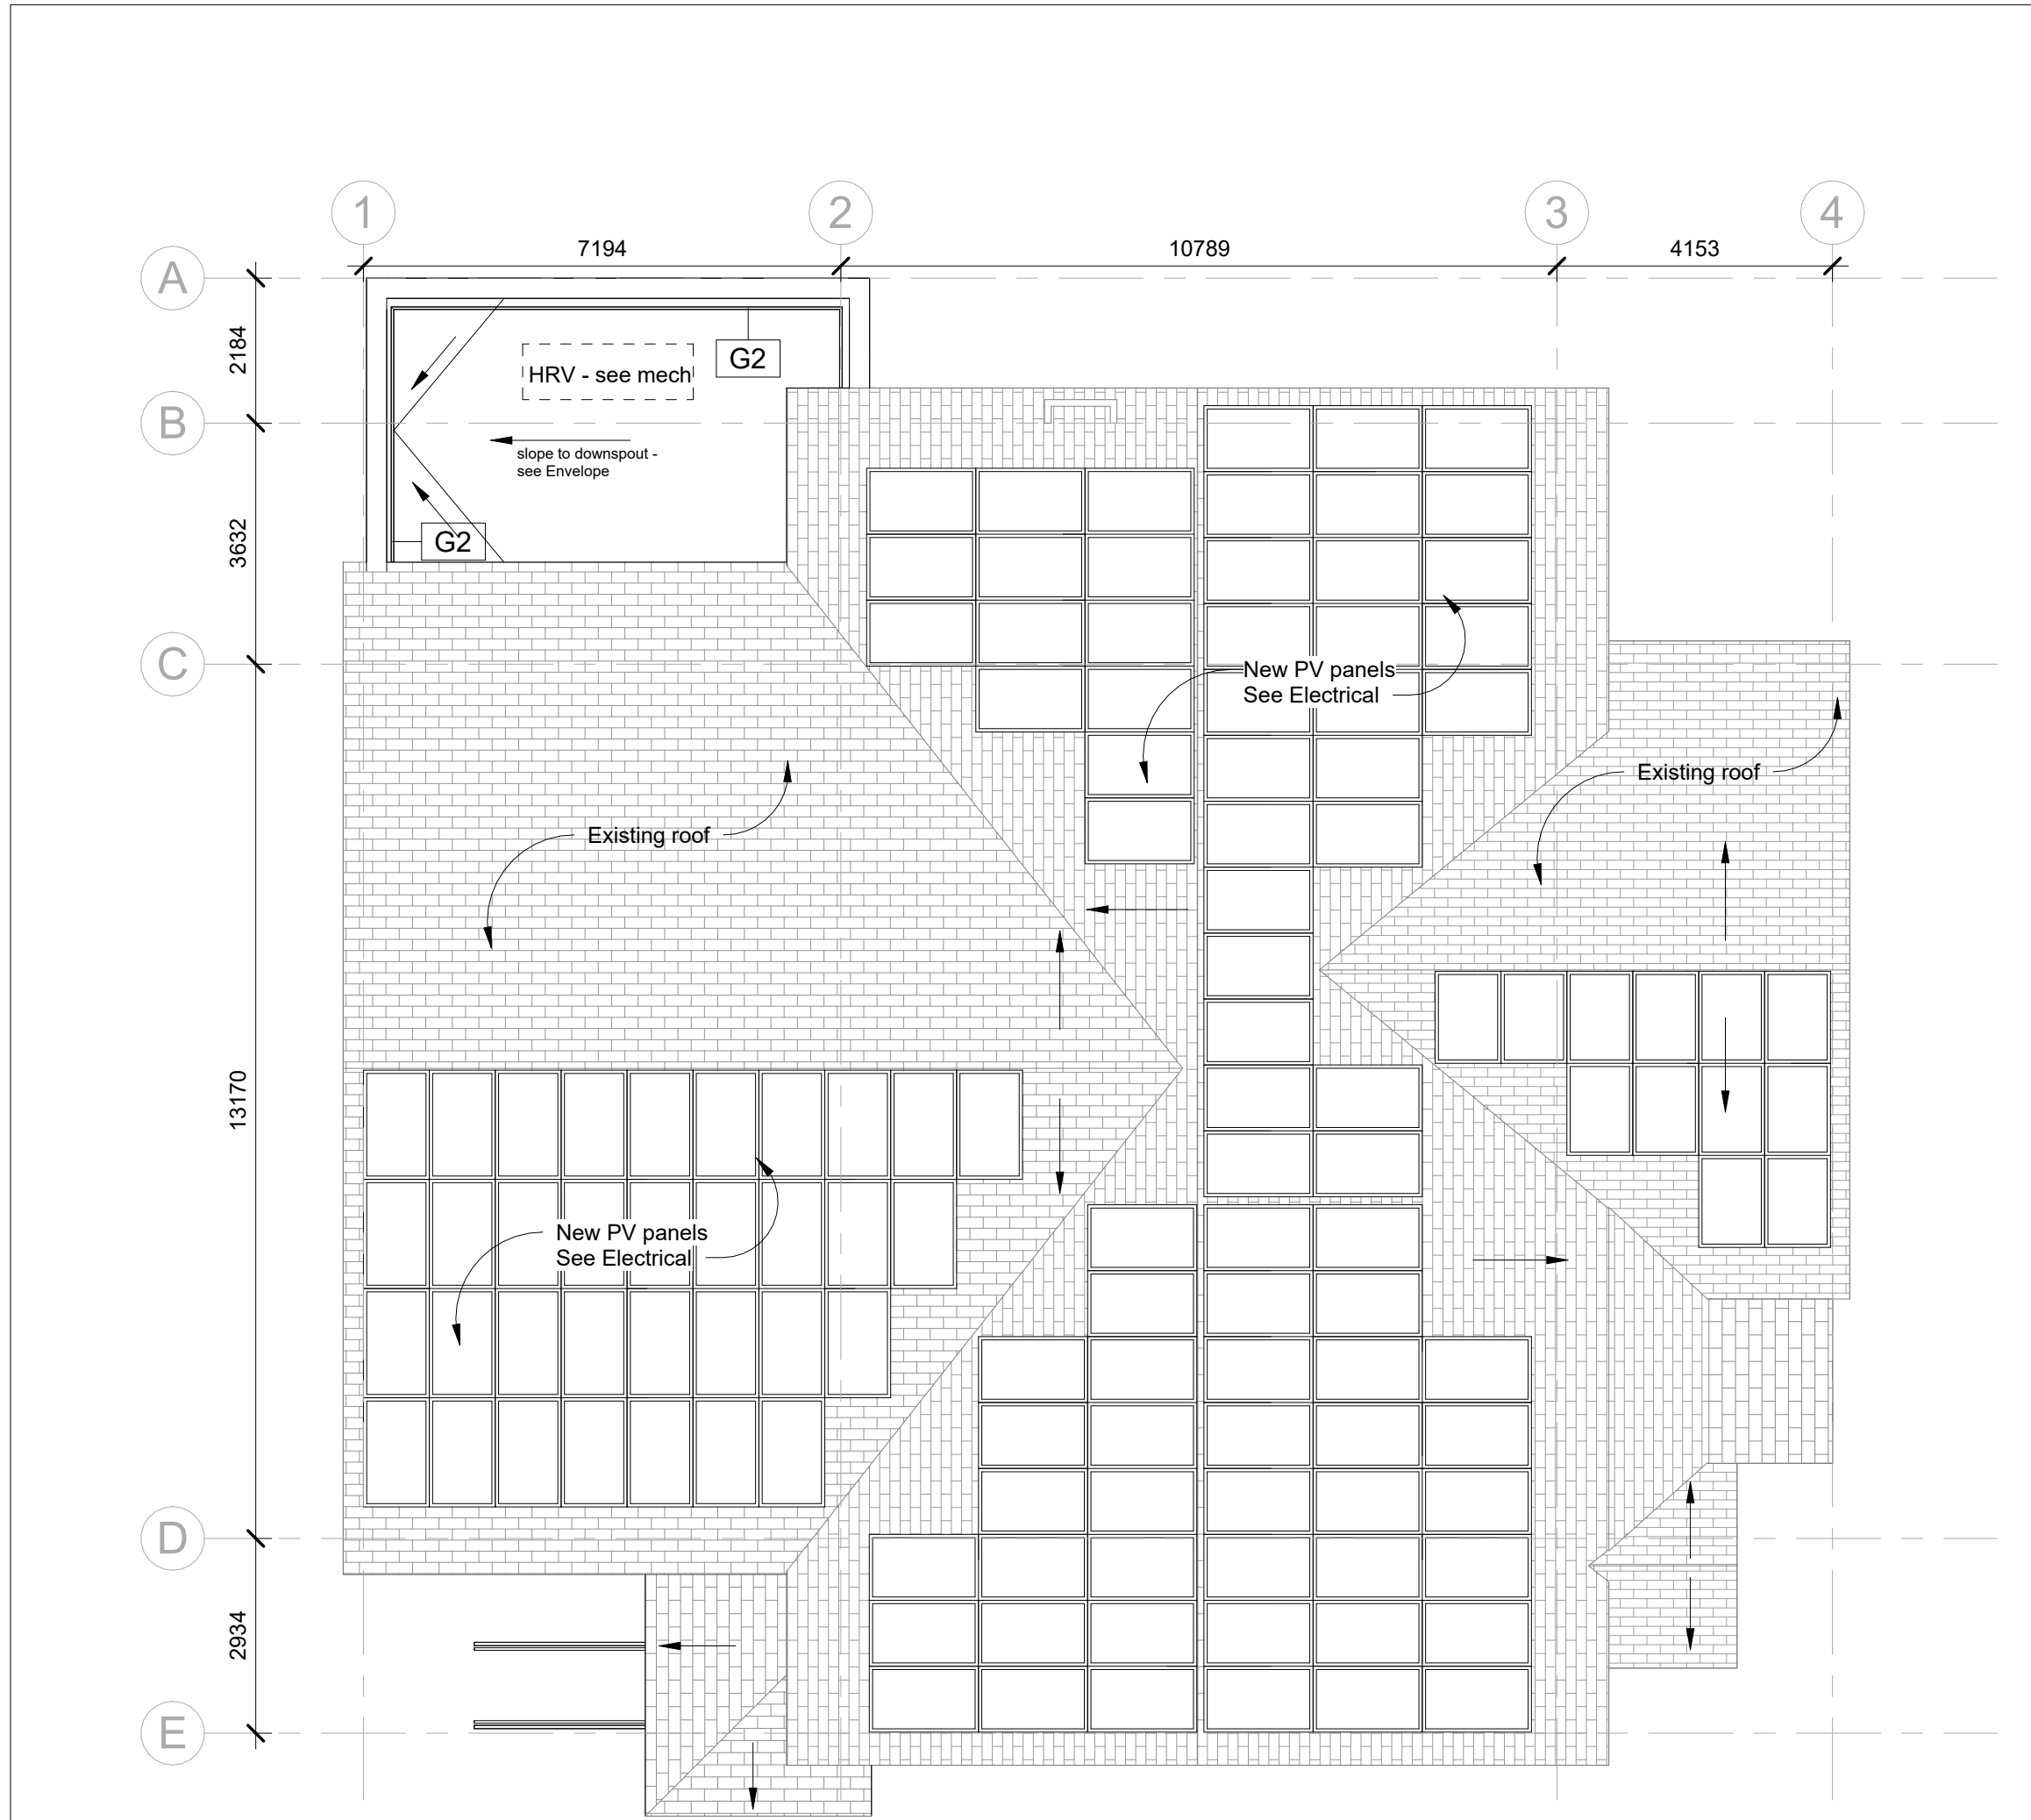 1
2
3
4
7194
10789
4153
A
2184
G2
HRV - see mech
B
slope to downspout -
see Envelope
3632
G2
C
New PV panels
See Electrical
Existing roof
Existing roof
13170
New PV panels
See Electrical
D
2934
E